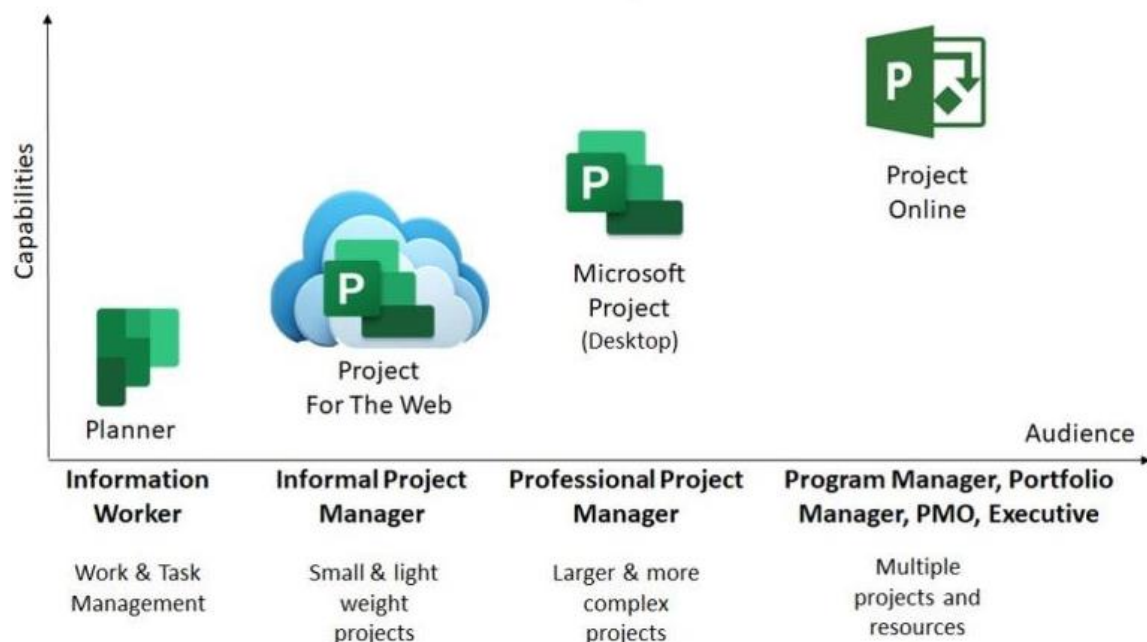 Capabilities
P
Project
Online
P
Microsoft
Project
(Desktop)
P
Project
For The Web
Planner
Audience
Information
Worker
Informal Project
Manager
Professional Project
Manager
Program Manager, Portfolio
Manager, PMO, Executive
Work & Task
Management
Small & light
weight
projects
Larger & more
complex
projects
Multiple
projects and
resources